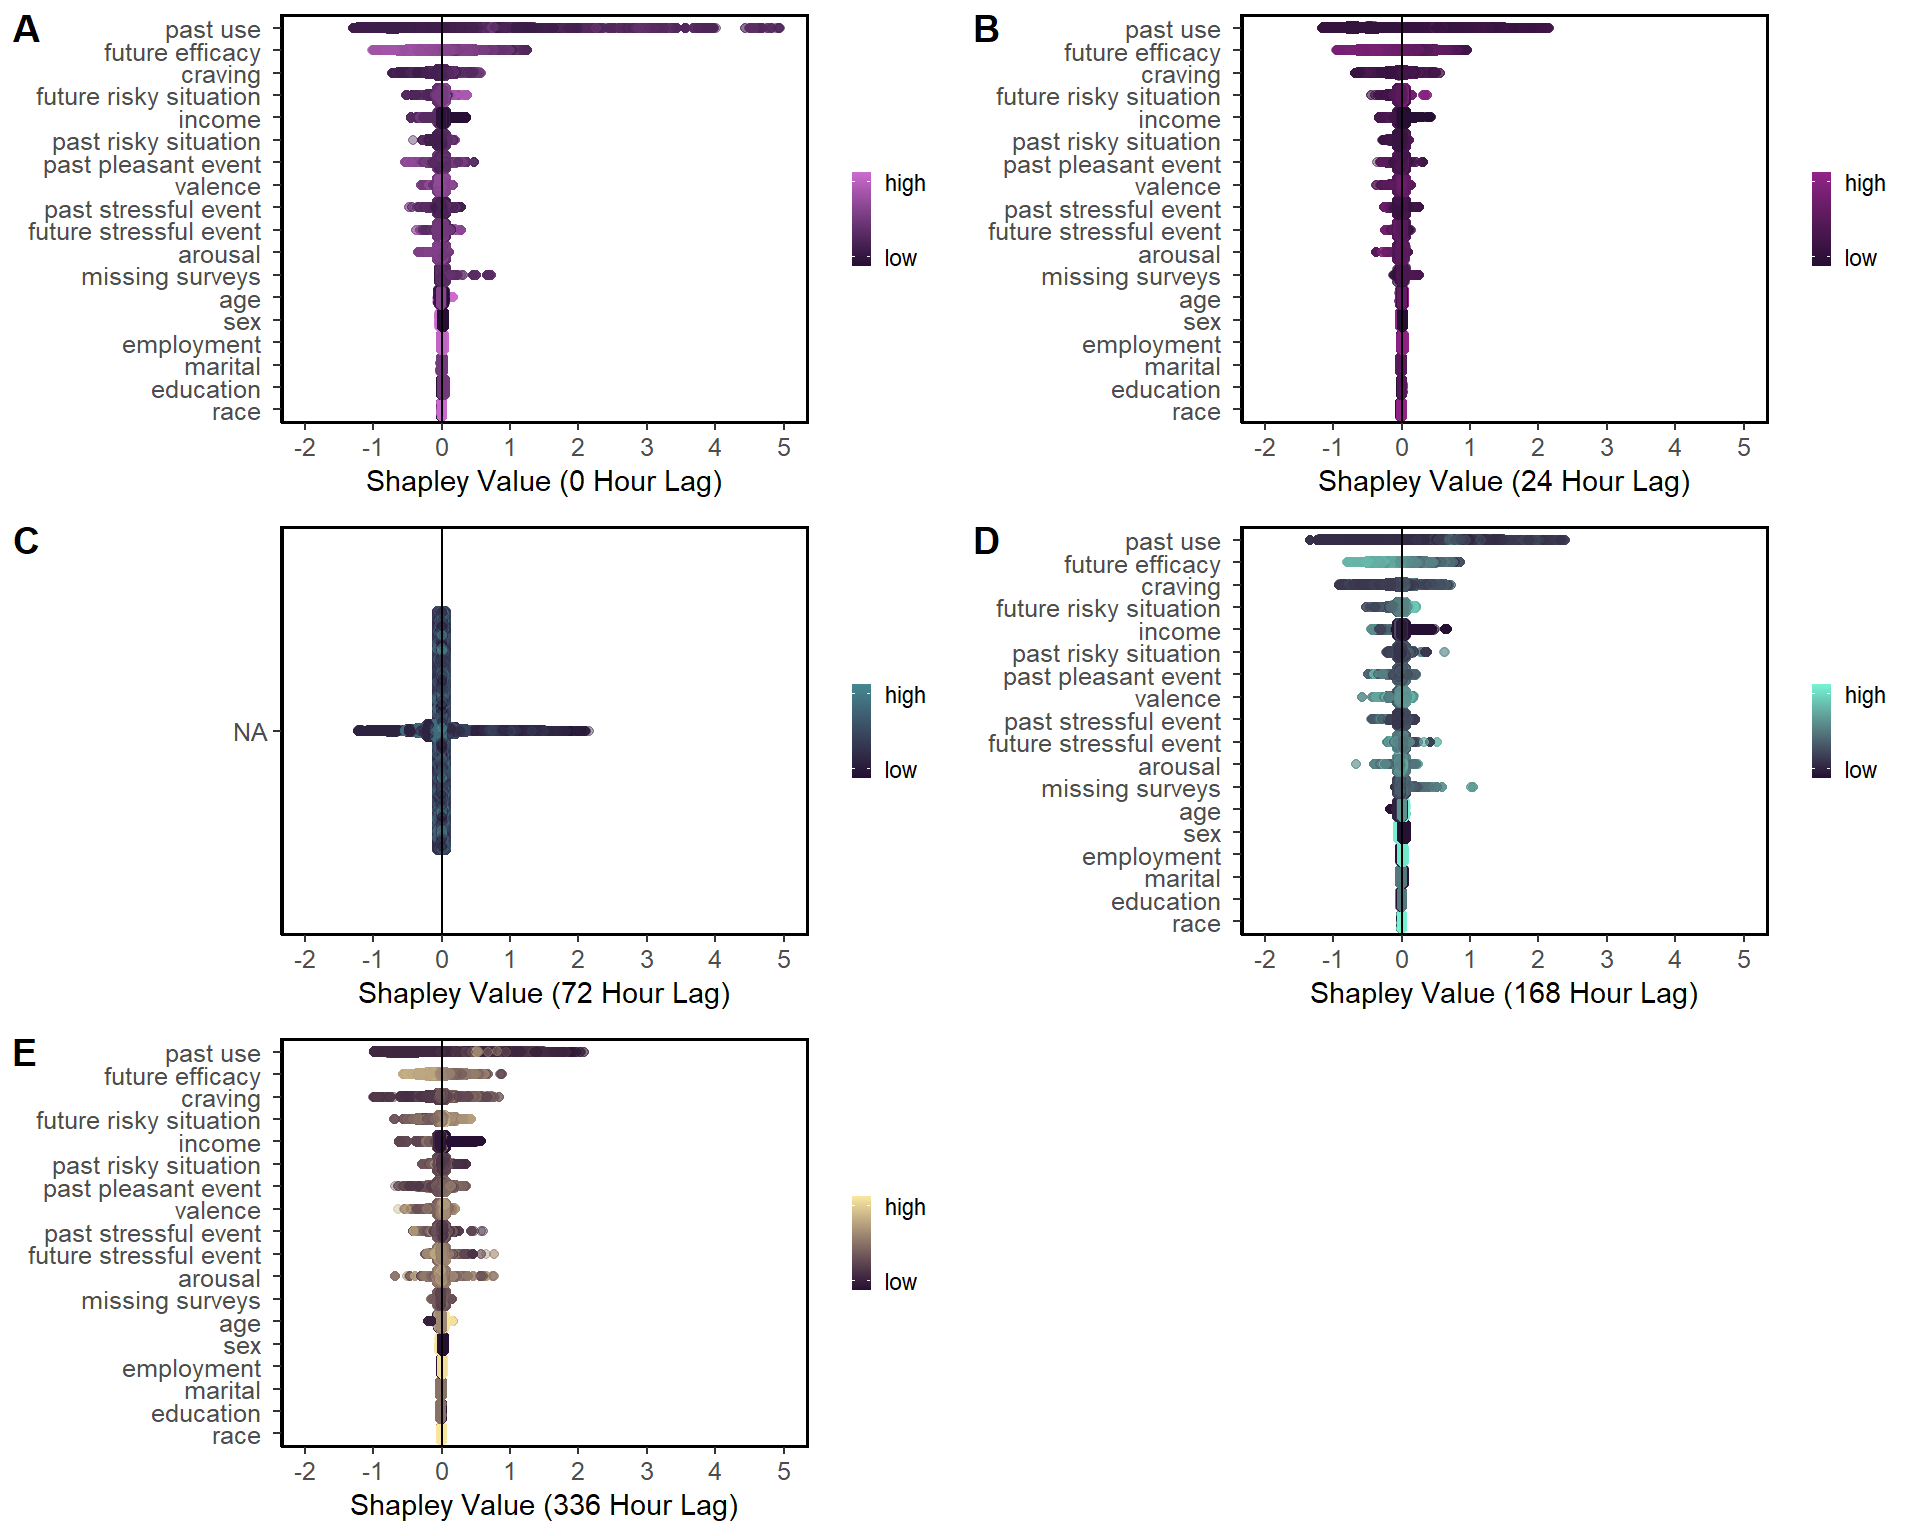 A
past use
future efficacy
craving
future risky situation
income
past risky situation
past pleasant event
valence
past stressful event
future stressful event
arousal
missing surveys
age
sex
employment
marital
education
race
-2 -1 0 1 2 3 4 5
Shapley Value (0 Hour Lag)
high
low
B
past use
future efficacy
craving
future risky situation
income
past risky situation
past pleasant event
valence
past stressful event
future stressful event
arousal
missing surveys
age
sex
employment
marital
education
race
-2 -1 0 1 2 3 4 5
Shapley Value (24 Hour Lag)
high
low
C
NA
-2 -1 0 1 2 3 4 5
Shapley Value (72 Hour Lag)
high
low
D
past use
future efficacy
craving
future risky situation
income
past risky situation
past pleasant event
valence
past stressful event
future stressful event
arousal
missing surveys
age
sex
employment
marital
education
race
-2 -1 0 1 2 3 4 5
Shapley Value (168 Hour Lag)
high
low
E
past use
future efficacy
craving
future risky situation
income
past risky situation
past pleasant event
valence
past stressful event
future stressful event
arousal
missing surveys
age
sex
employment
marital
education
race
-2 -1 0 1 2 3 4 5
Shapley Value (336 Hour Lag)
high
low